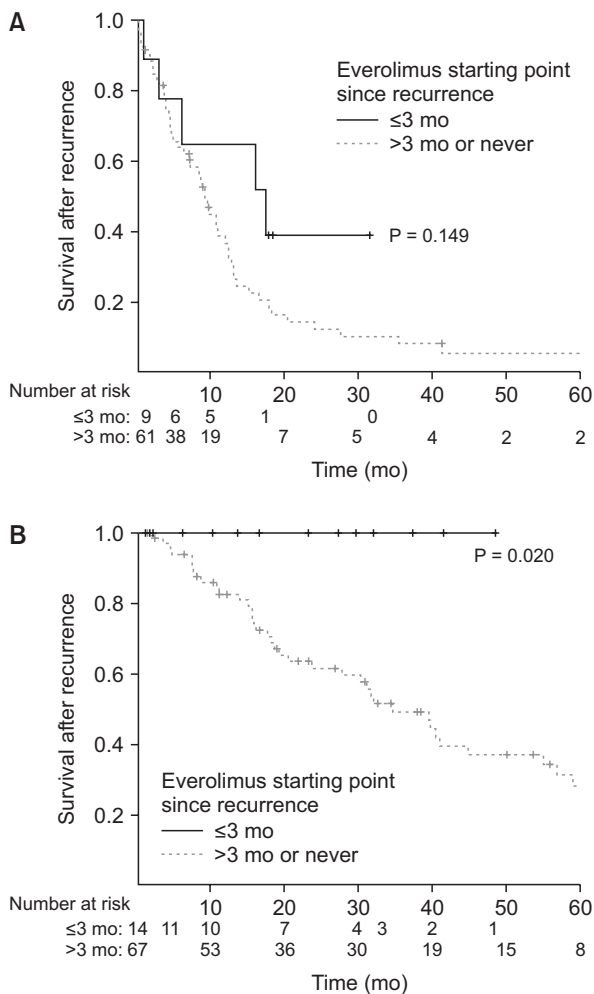 A
1.0
0.8
0.6
0.4
0.2
Survival after recurrence
Everolimus starting point
since recurrence
≤3 mo
>3 mo or never
P = 0.149
10 20 30 40 50 60
Number at risk
≤3 mo: 9 6 5 1 0
>3 mo: 61 38 19 7 5 4 2 2
Time (mo)
B
1.0
0.8
0.6
0.4
0.2
Survival after recurrence
P = 0.020
Everolimus starting point
since recurrence
≤3 mo
>3 mo or never
10 20 30 40 50 60
Number at risk
≤3 mo: 14 11 10 7 4 3 2 1
>3 mo: 67 53 36 30 19 15 8
Time (mo)